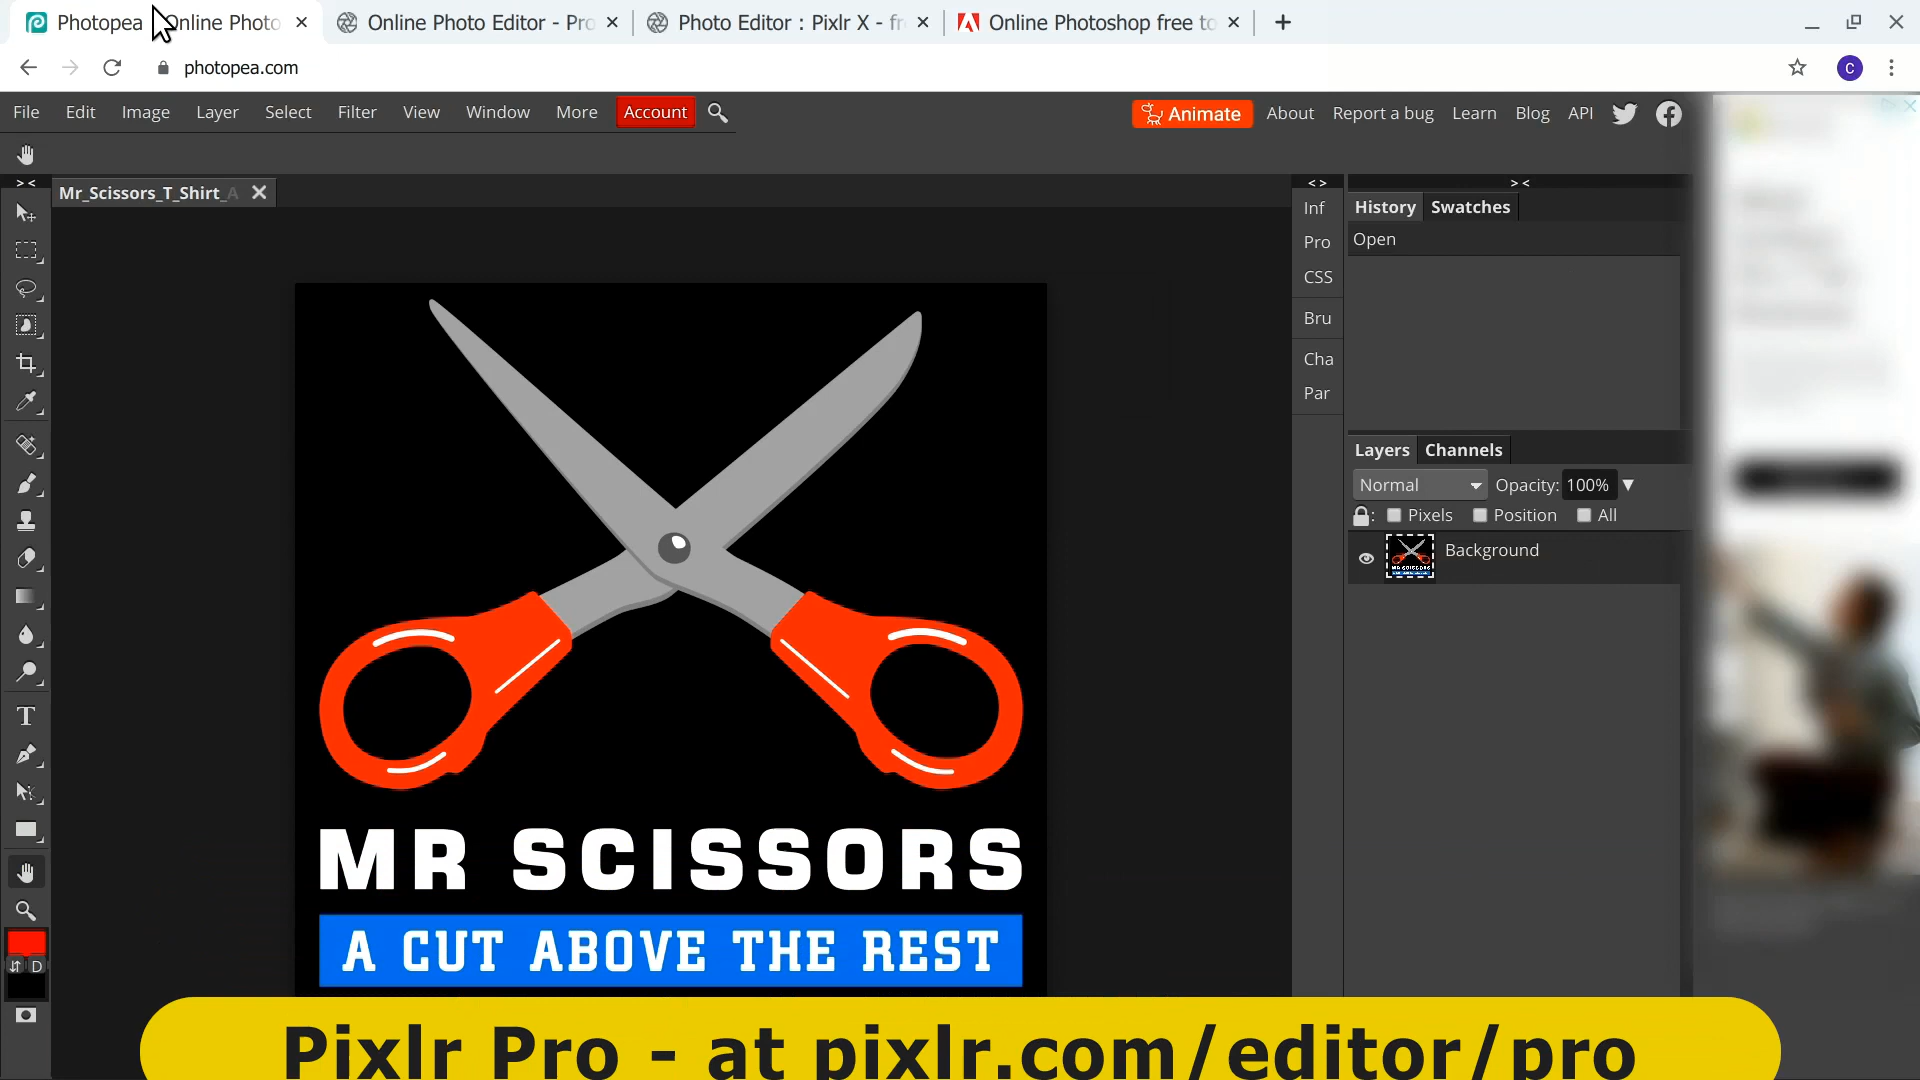 Photopea | Online Photo
Online Photo Editor - Pro
Photo Editor : Pixlr X - fr
Online Photoshop free to
photopea.com
C
File Edit Image Layer Select Filter View Window More Account
Animate About Report a bug Learn Blog API
Mr_Scissors_T_Shirt_A
Inf
Pro
CSS
Bru
Cha
Par
History Swatches
Open
Layers Channels
Normal Opacity: 100%
Pixels Position All
Background
D
MR SCISSORS
A CUT ABOVE THE REST
Pixlr Pro - at pixlr.com/editor/pro